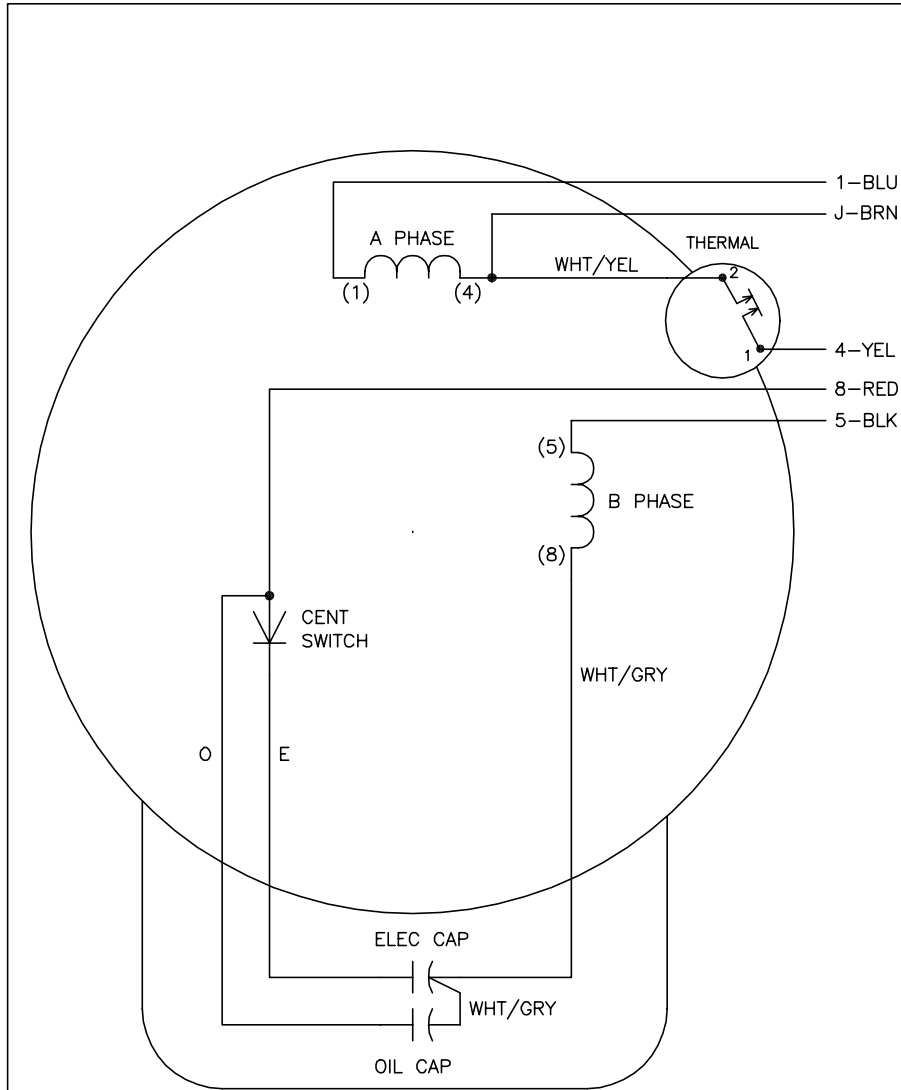 1-BLU
J-BRN
A PHASE
THERMAL
WHT/YEL
2
(1)
(4)
1
4-YEL
8-RED
5-BLK
(5)
B PHASE
(8)
CENT
SWITCH
WHT/GRY
O
E
ELEC CAP
WHT/GRY
OIL CAP